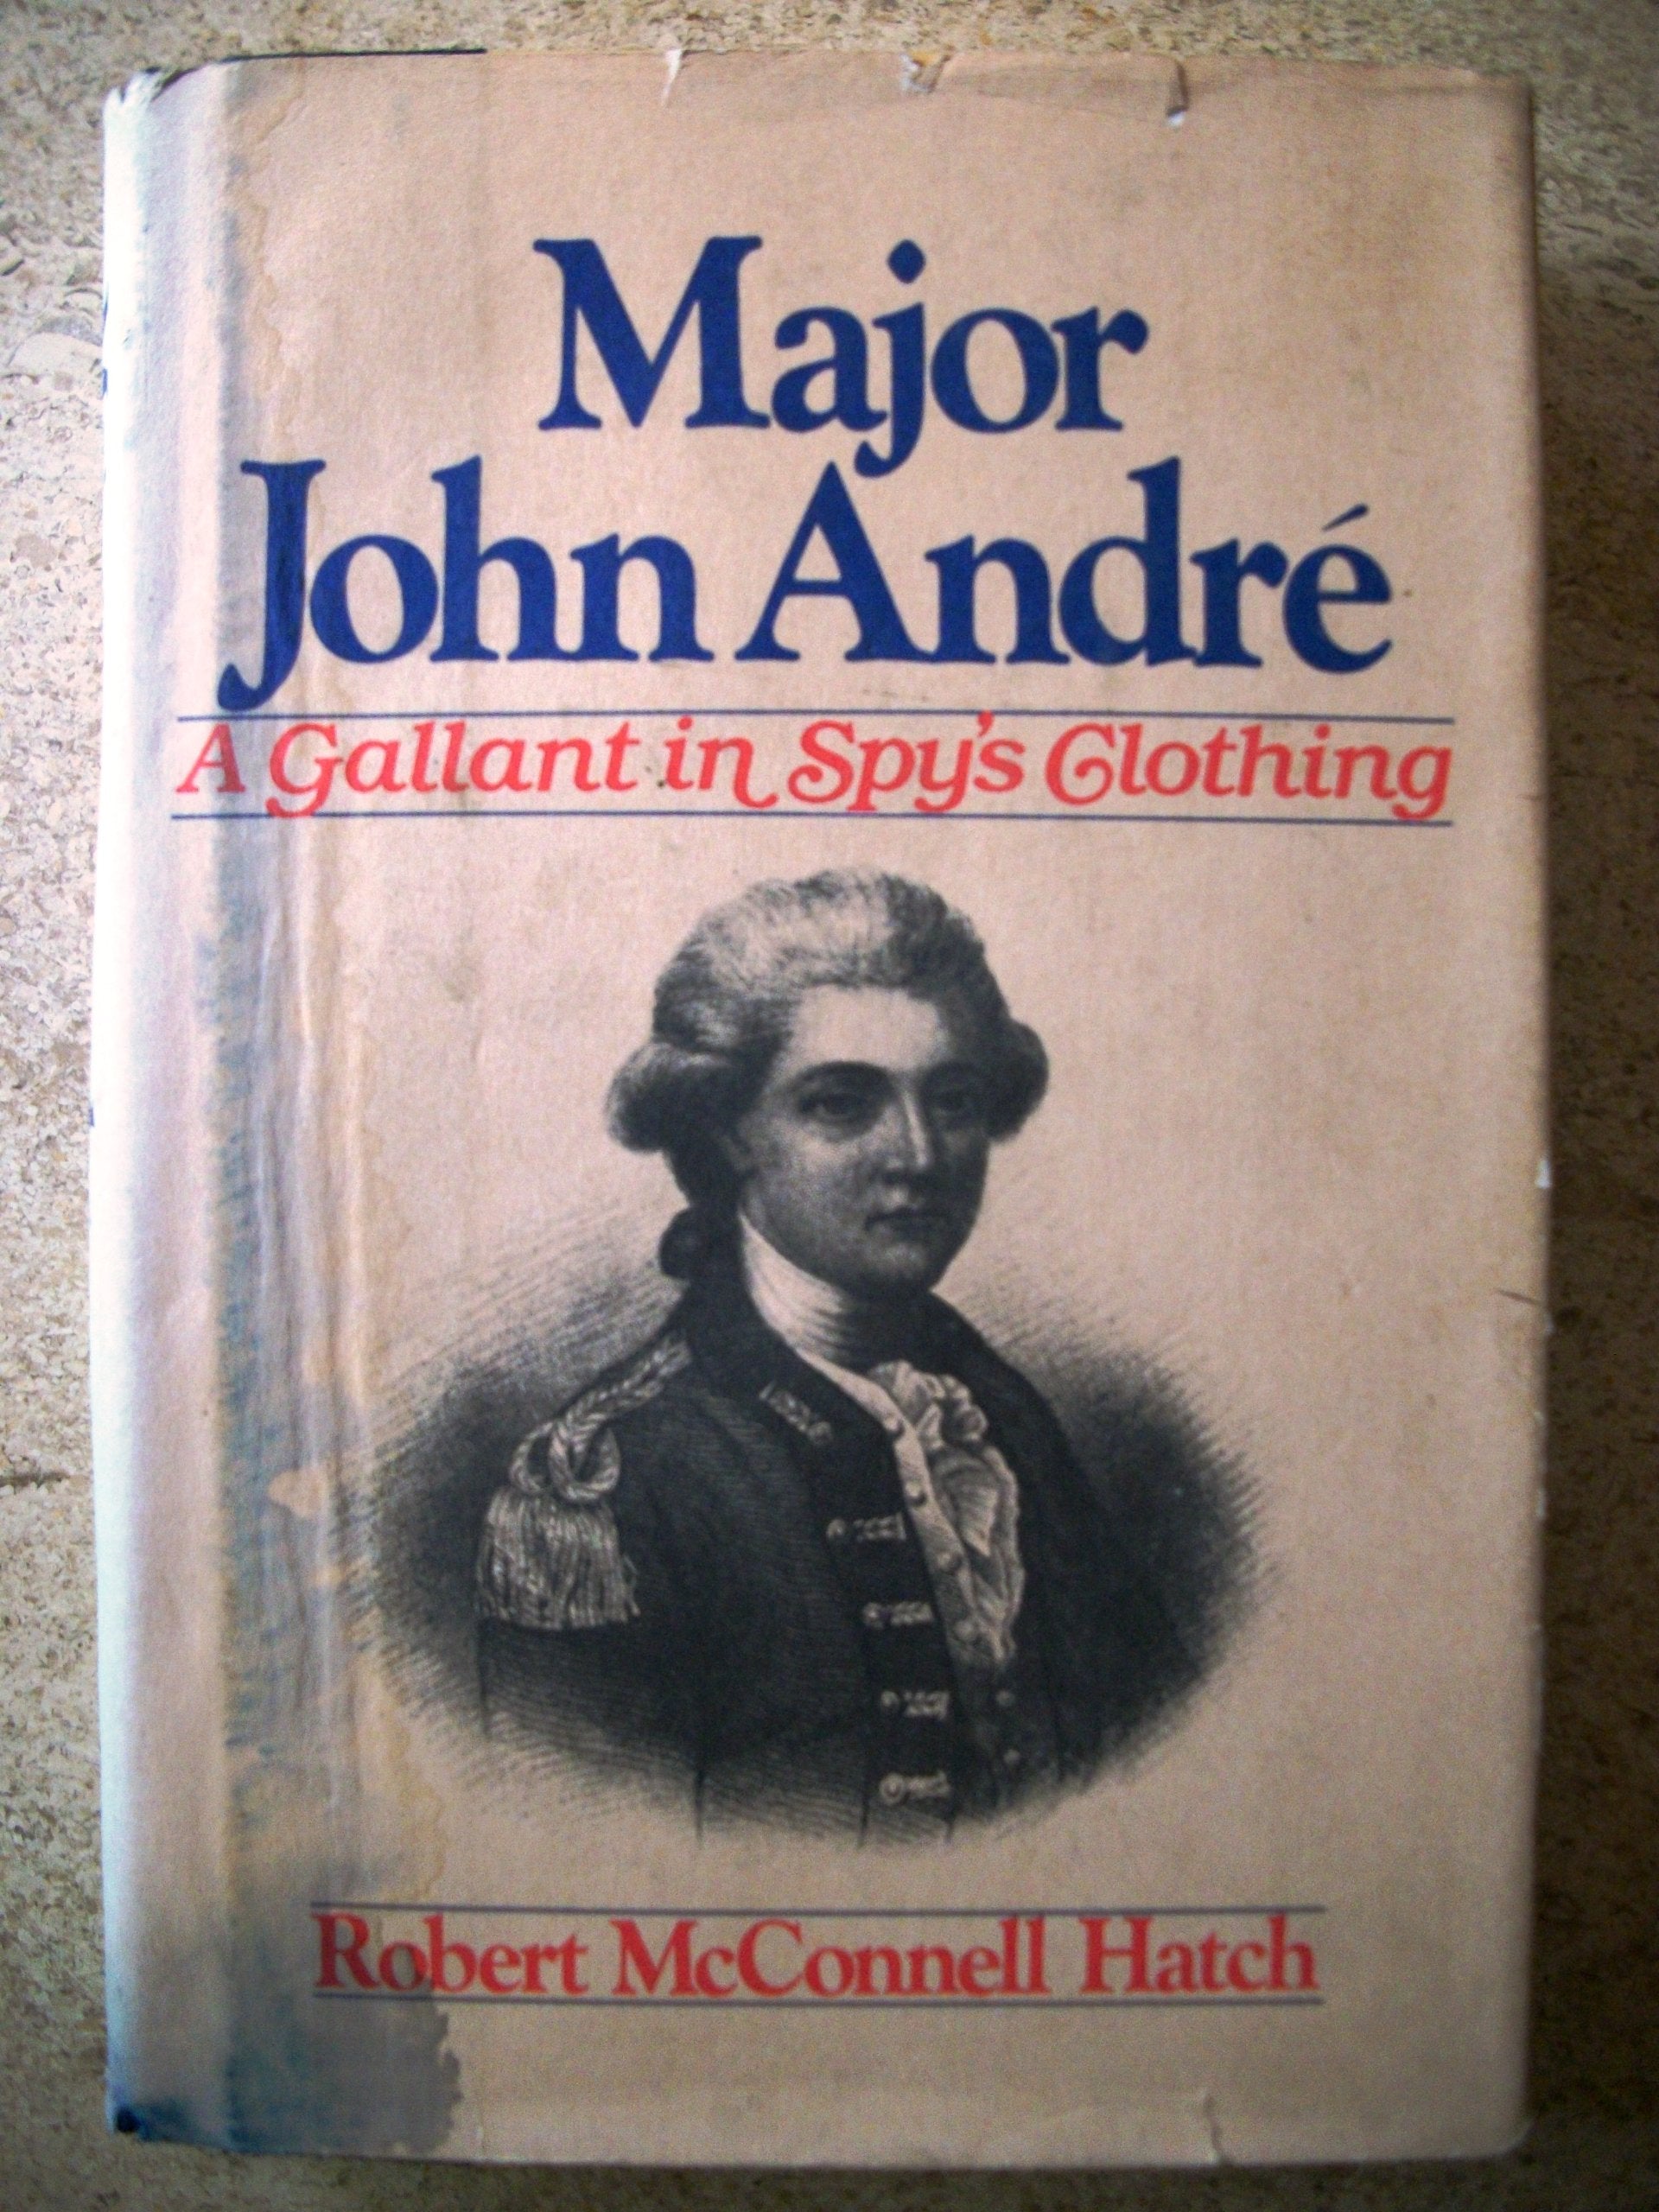 Major
John André
A Gallant in Spy's Clothing
Robert McConnell Hatch